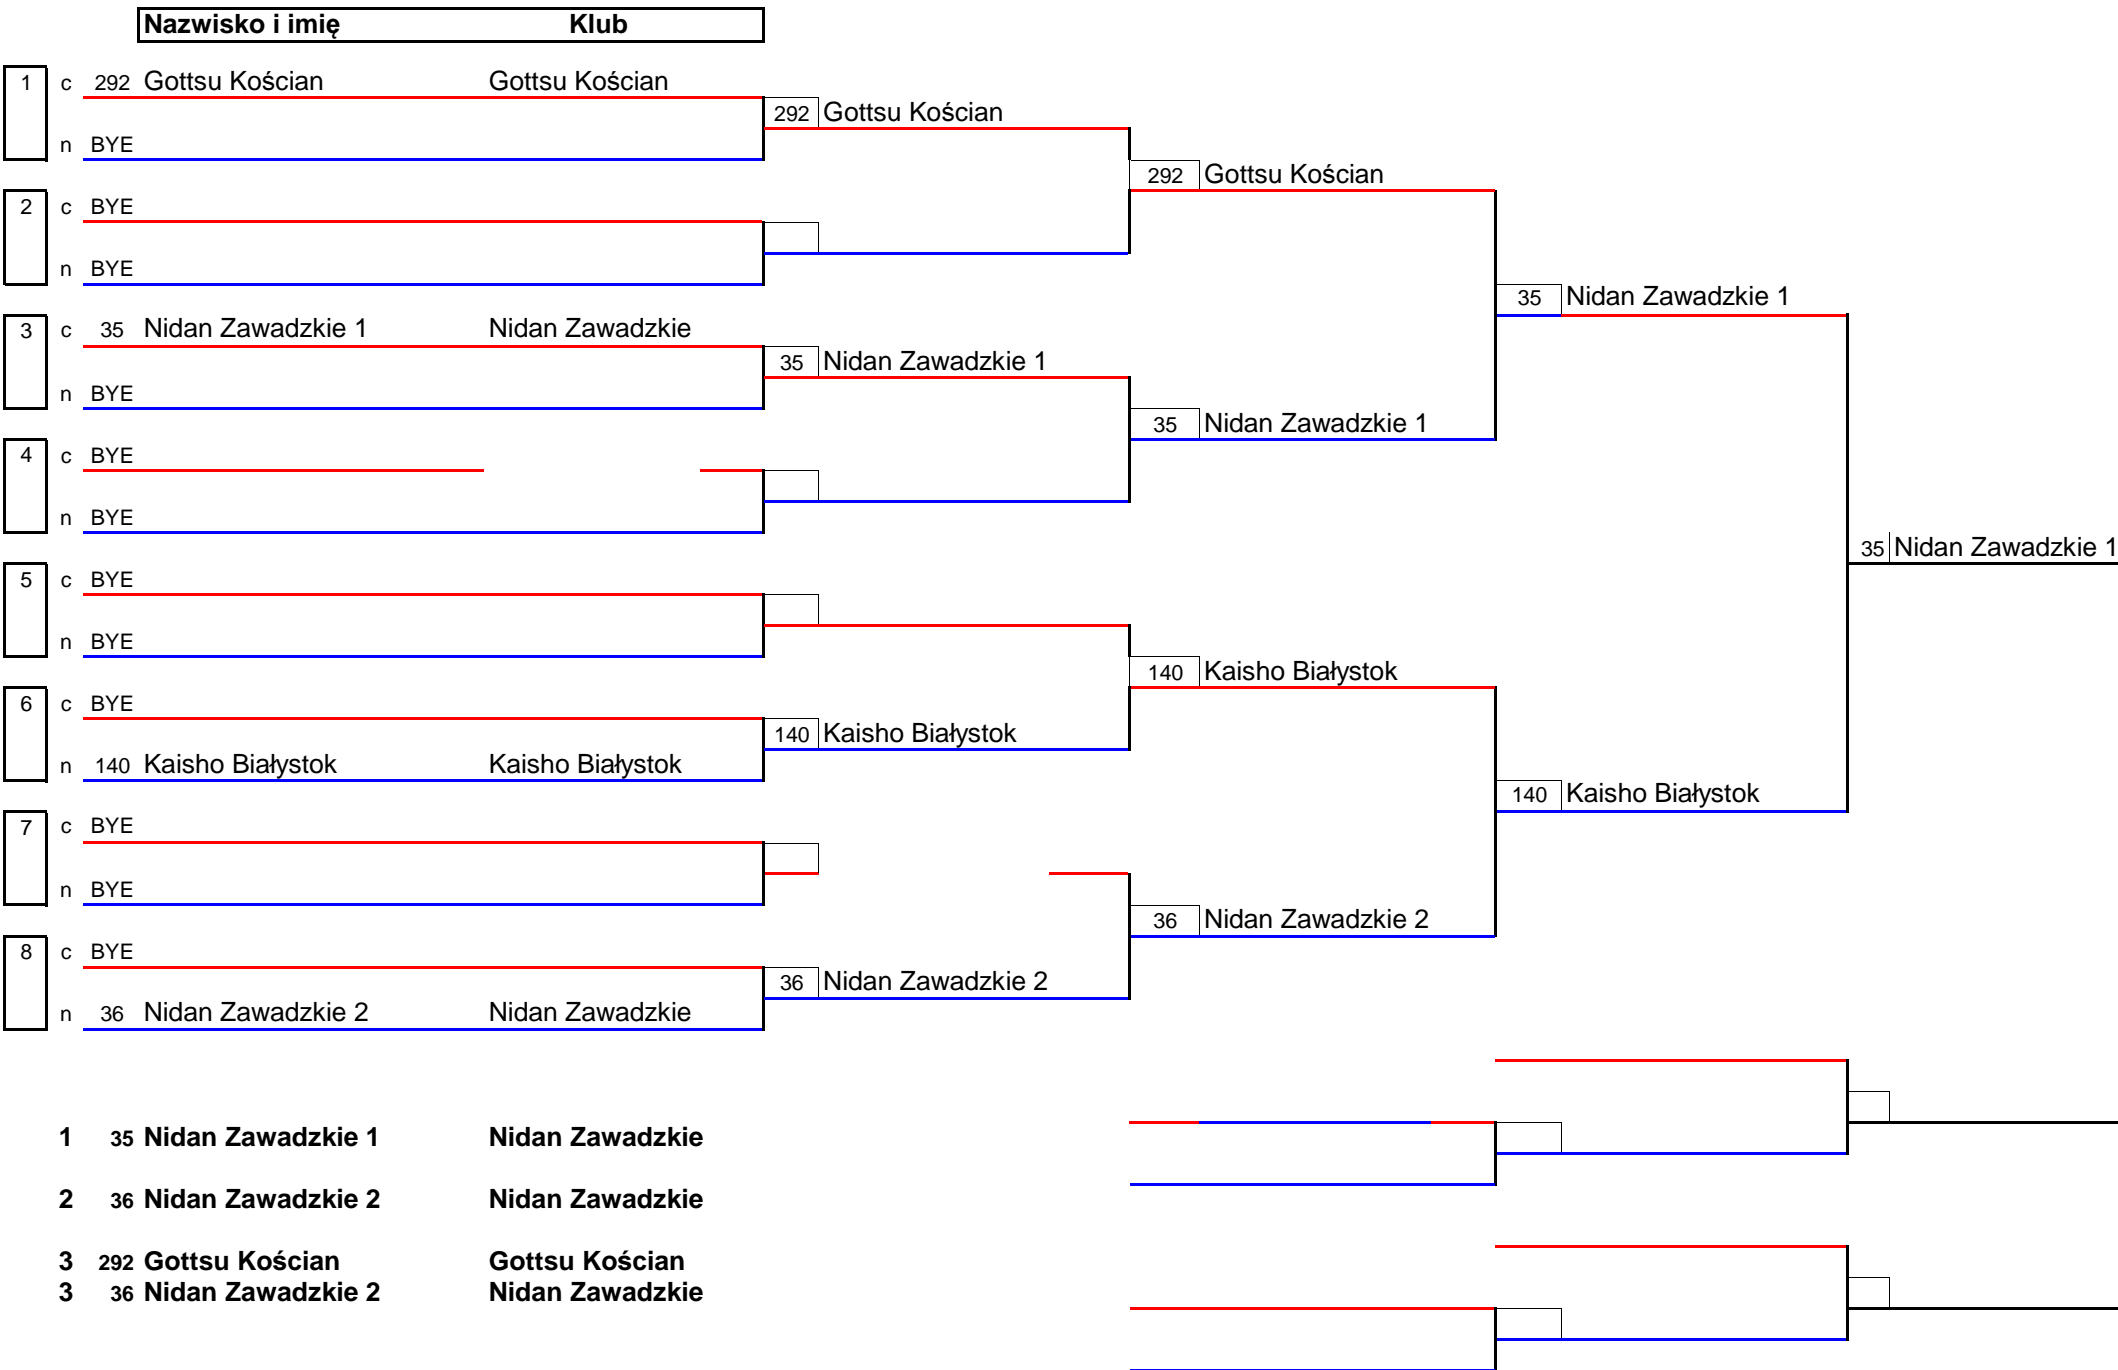 Nazwisko i imię Klub
1 c 292 Gottsu Kościan Gottsu Kościan
292 Gottsu Kościan
n BYE
292 Gottsu Kościan
2 c BYE
n BYE
35 Nidan Zawadzkie 1
3 c 35 Nidan Zawadzkie 1 Nidan Zawadzkie
35 Nidan Zawadzkie 1
n BYE
35 Nidan Zawadzkie 1
4 c BYE
n BYE
35 Nidan Zawadzkie 1
5 c BYE
n BYE
140 Kaisho Białystok
6 c BYE
140 Kaisho Białystok
n 140 Kaisho Białystok Kaisho Białystok
140 Kaisho Białystok
7 c BYE
n BYE
36 Nidan Zawadzkie 2
8 c BYE
36 Nidan Zawadzkie 2
n 36 Nidan Zawadzkie 2 Nidan Zawadzkie
1 35 Nidan Zawadzkie 1 Nidan Zawadzkie
2 36 Nidan Zawadzkie 2 Nidan Zawadzkie
3 292 Gottsu Kościan Gottsu Kościan
3 36 Nidan Zawadzkie 2 Nidan Zawadzkie